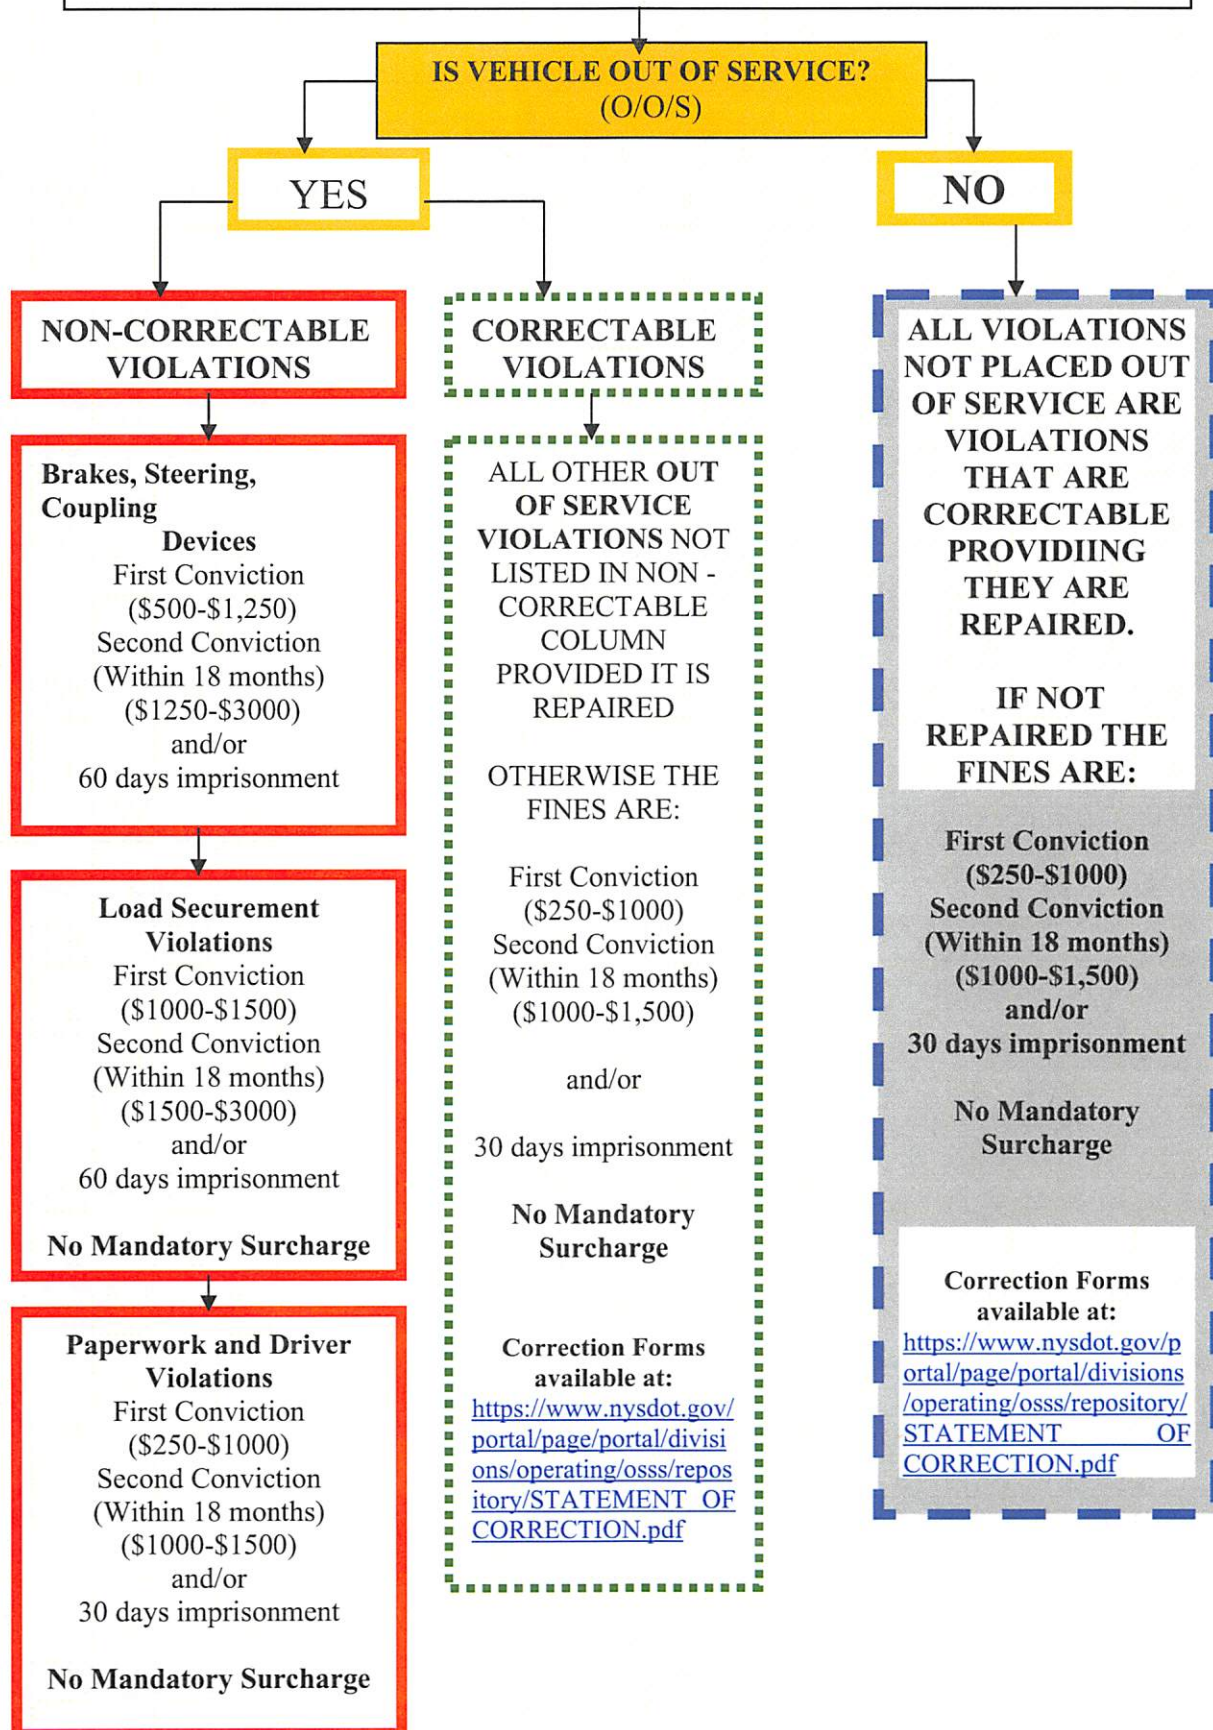 IS VEHICLE OUT OF SERVICE?
(O/O/S)
YES
NO
NON-CORRECTABLE
VIOLATIONS
Brakes, Steering,
Coupling
Devices
First Conviction
($500-$1,250)
Second Conviction
(Within 18 months)
($1250-$3000)
and/or
60 days imprisonment
Load Securement
Violations
First Conviction
($1000-$1500)
Second Conviction
(Within 18 months)
($1500-$3000)
and/or
60 days imprisonment
No Mandatory Surcharge
Paperwork and Driver
Violations
First Conviction
($250-$1000)
Second Conviction
(Within 18 months)
($1000-$1500)
and/or
30 days imprisonment
No Mandatory Surcharge
CORRECTABLE
VIOLATIONS
ALL OTHER OUT
OF SERVICE
VIOLATIONS NOT
LISTED IN NON -
CORRECTABLE
COLUMN
PROVIDED IT IS
REPAIRED
OTHERWISE THE
FINES ARE:
First Conviction
($250-$1000)
Second Conviction
(Within 18 months)
($1000-$1,500)
and/or
30 days imprisonment
No Mandatory
Surcharge
Correction Forms
available at:
https://www.nysdot.gov/
portal/page/portal/divisi
ons/operating/osss/repos
itory/STATEMENT OF
CORRECTION.pdf
ALL VIOLATIONS
NOT PLACED OUT
OF SERVICE ARE
VIOLATIONS
THAT ARE
CORRECTABLE
PROVIDIING
THEY ARE
REPAIRED.
IF NOT
REPAIRED THE
FINES ARE:
First Conviction
($250-$1000)
Second Conviction
(Within 18 months)
($1000-$1,500)
and/or
30 days imprisonment
No Mandatory
Surcharge
Correction Forms
available at:
https://www.nysdot.gov/p
ortal/page/portal/divisions
/operating/osss/repository/
STATEMENT OF
CORRECTION.pdf